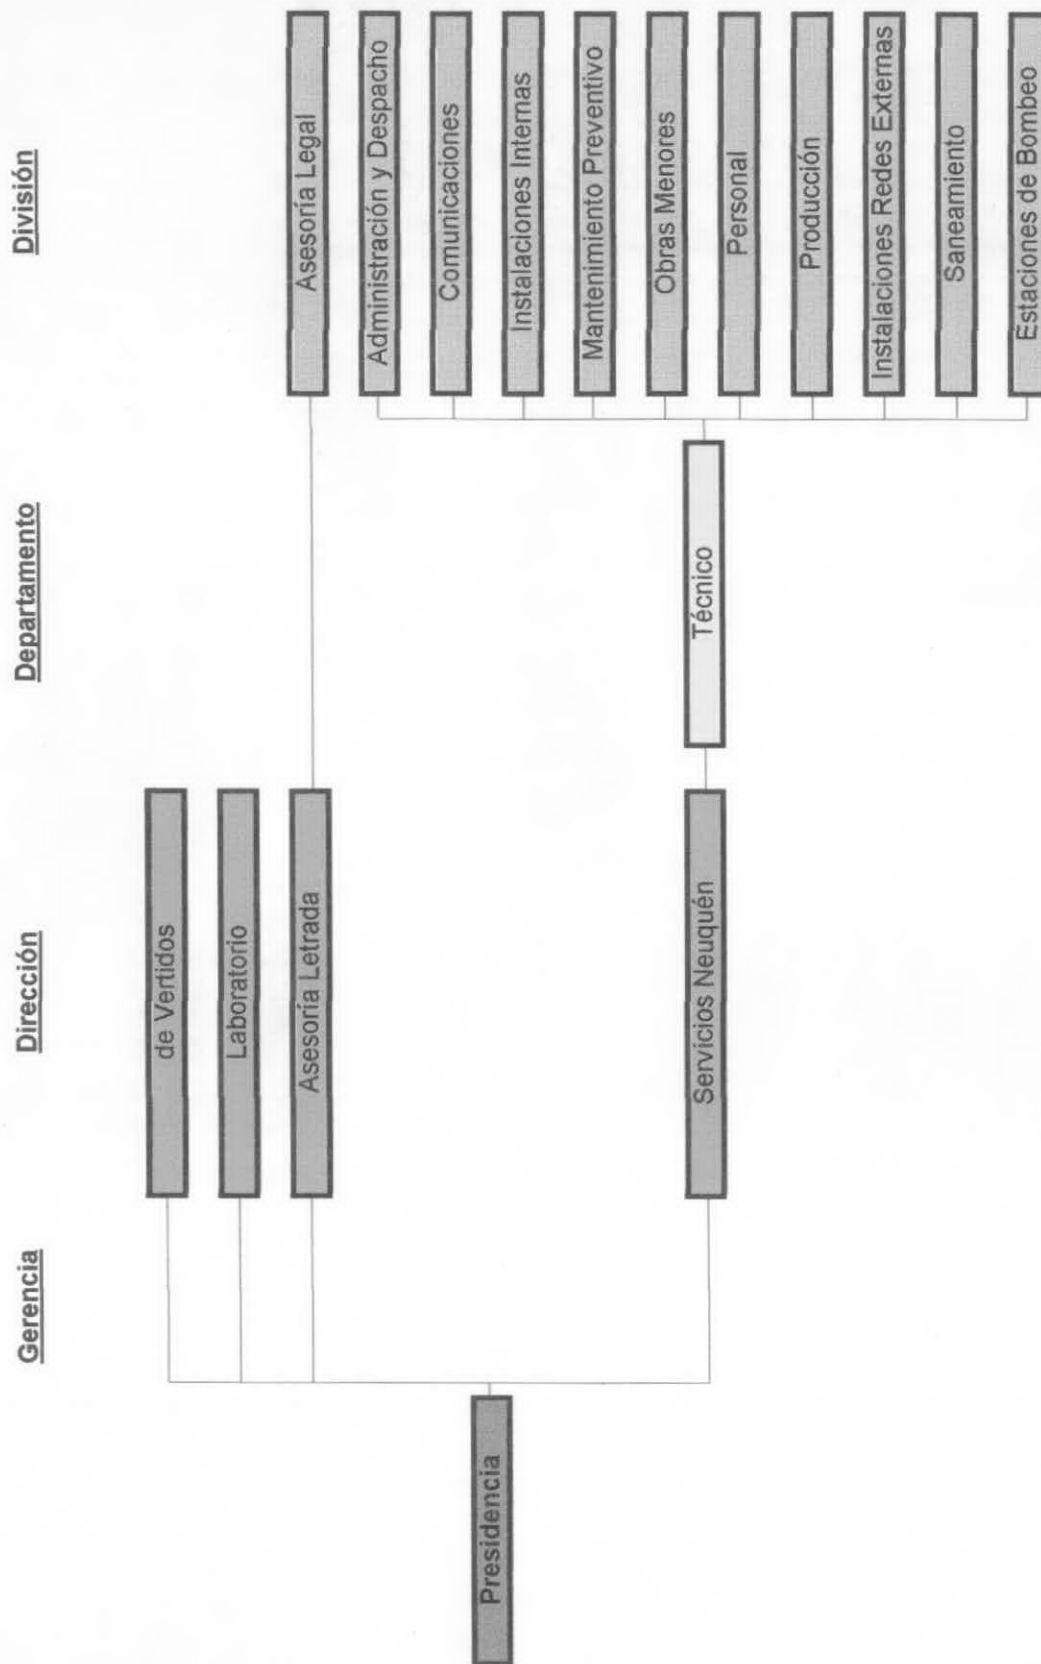 Gerencia
Dirección
Departamento
División
Presidencia
de Vertidos
Laboratorio
Asesoría Letrada
Servicios Neuquén
Técnico
Asesoría Legal
Administración y Despacho
Comunicaciones
Instalaciones Internas
Mantenimiento Preventivo
Obras Menores
Personal
Producción
Instalaciones Redes Externas
Saneamiento
Estaciones de Bombeo